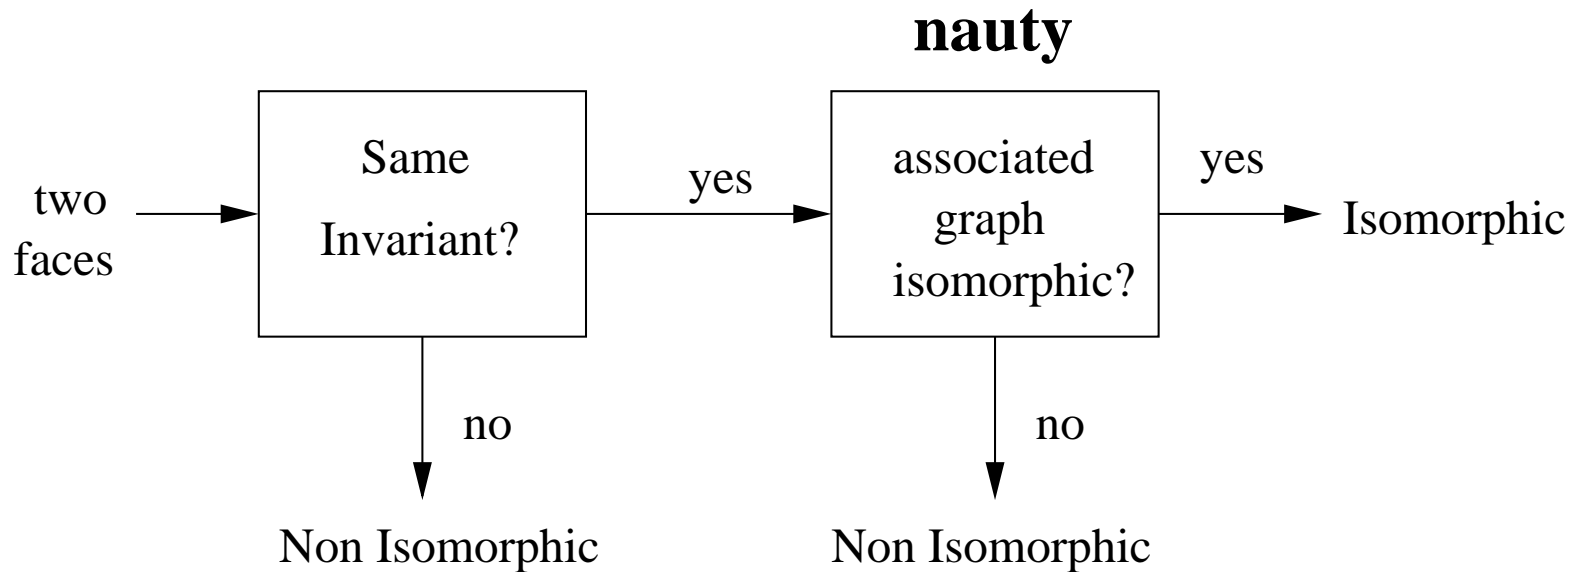 nauty
two
faces
Same
Invariant?
yes
associated
graph
isomorphic?
yes
Isomorphic
no
no
Non Isomorphic
Non Isomorphic